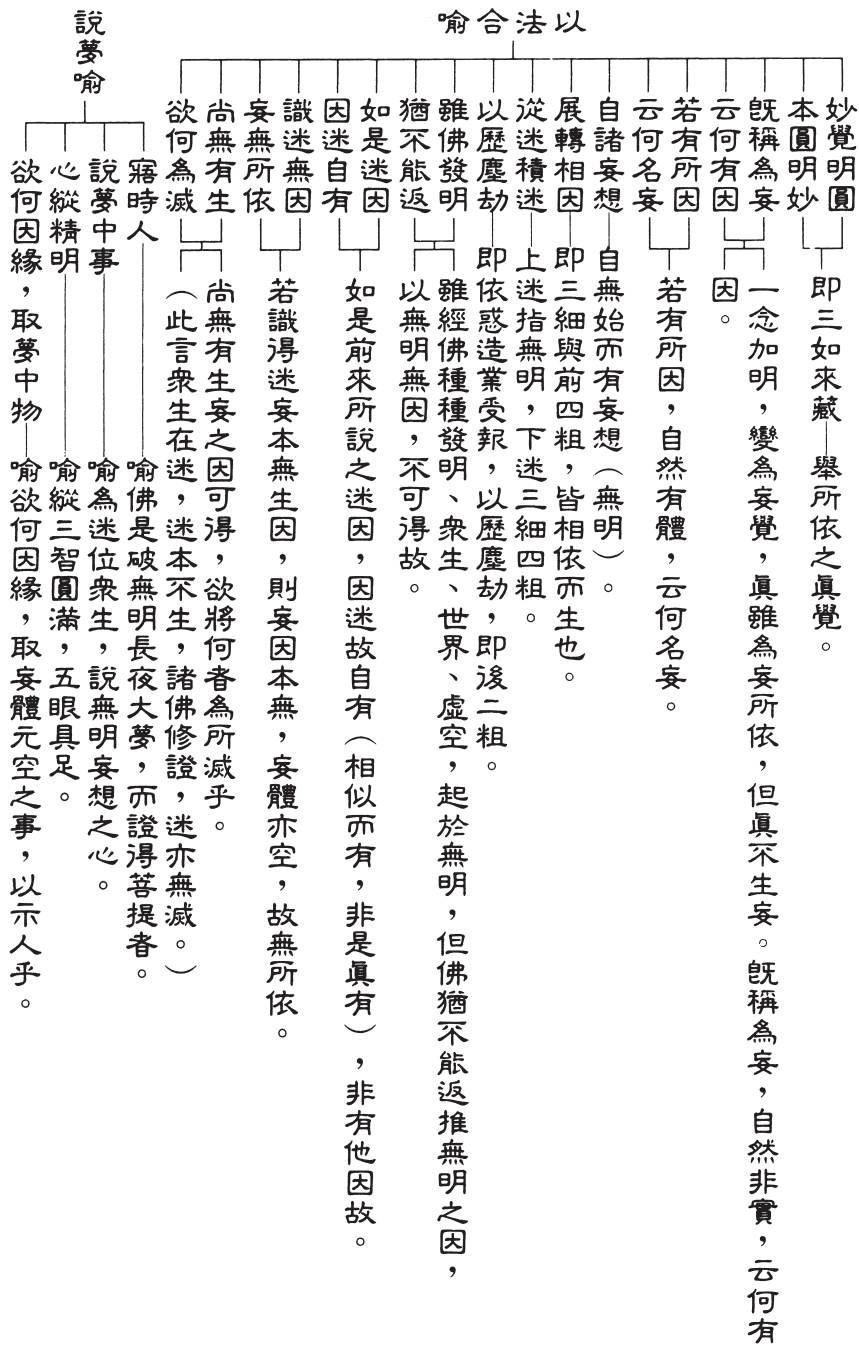 以法合喻
妙覺明圓
本圓明妙
即三如來藏
舉所依之眞覺。
旣稱為妄
云何有因
一念加明，變為妄覺，眞雖為妄所依，但眞不生妄。旣稱為妄，自然非實，云何有
因。
若有所因
云何名妄
若有所因，自然有體，云何名妄。
自諸妄想
自無始而有妄想（無明）。
展轉相因
即三細與前四粗，皆相依而生也。
從迷積迷
上迷指無明，下迷三細四粗。
以歷塵劫
即依惑造業受報，以歷塵劫，即後二粗。
雖佛發明
猶不能返
雖經佛種種發明、衆生、世界、虛空，起於無明，但佛猶不能返推無明之因，
以無明無因，不可得故。
如是迷因
因迷自有
如是前來所說之迷因，因迷故自有（相似而有，非是眞有），非有他因故。
識迷無因
妄無所依
若識得迷妄本無生因，則妄因本無，妄體亦空，故無所依。
尚無有生
欲何為滅
尚無有生妄之因可得，欲將何者為所滅乎。
（此言衆生在迷，迷本不生，諸佛修證，迷亦無滅。）
說夢喻
寤時人
喻佛是破無明長夜大夢，而證得菩提者。
說夢中事
喻為迷位衆生，說無明妄想之心。
心縱精明
喻縱三智圓滿，五眼具足。
欲何因緣，取夢中物
喻欲何因緣，取妄體元空之事，以示人乎。